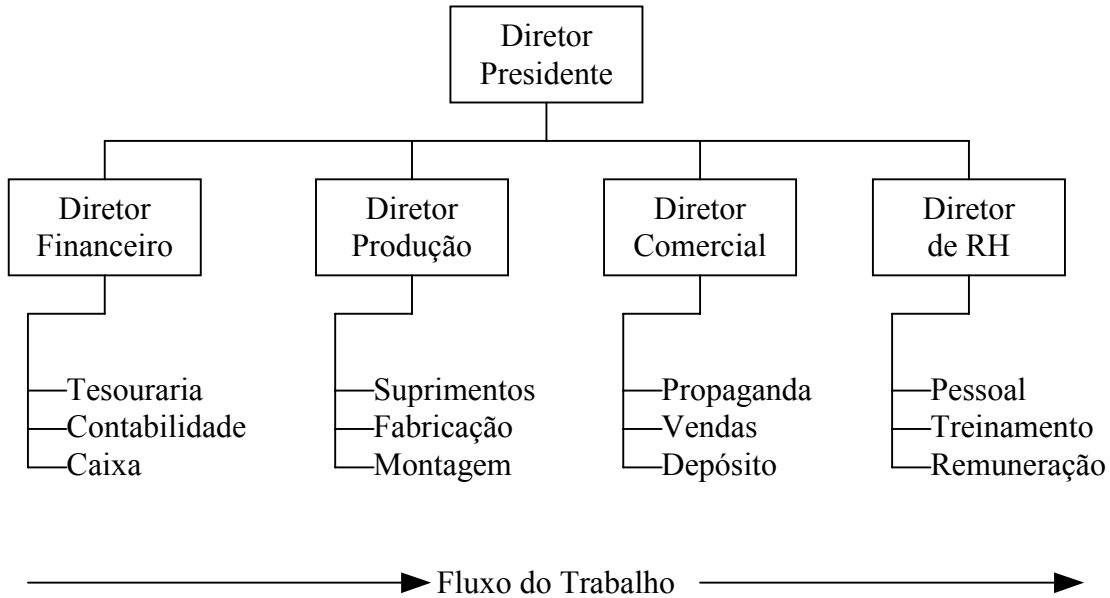 Diretor
Presidente
Diretor
Financeiro
Diretor
Produção
Diretor
Comercial
Diretor
de RH
Tesouraria
Contabilidade
Caixa
Suprimentos
Fabricação
Montagem
Propaganda
Vendas
Depósito
Pessoal
Treinamento
Remuneração
Fluxo do Trabalho